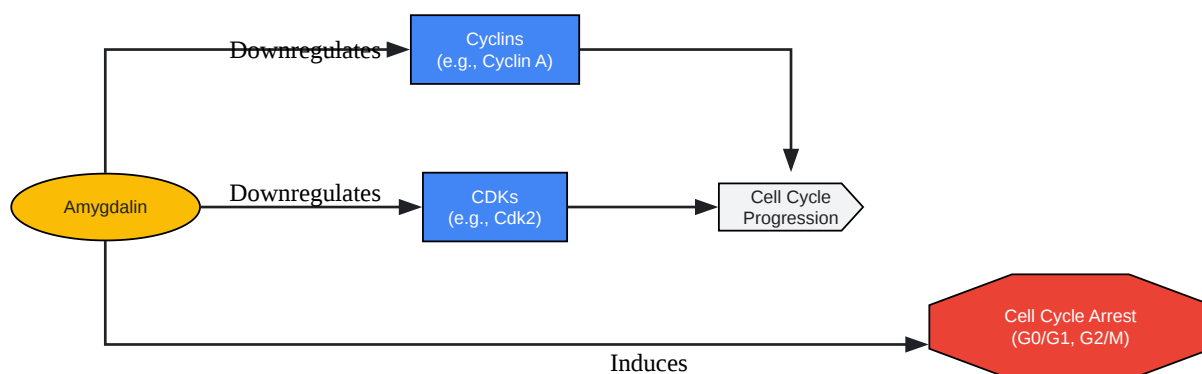 Downregulates
Cyclins
(e.g., Cyclin A)
Amygdalin
Downregulates
CDKs
(e.g., Cdk2)
Cell Cycle
Progression
Cell Cycle Arrest
(G0/G1, G2/M)
Induces